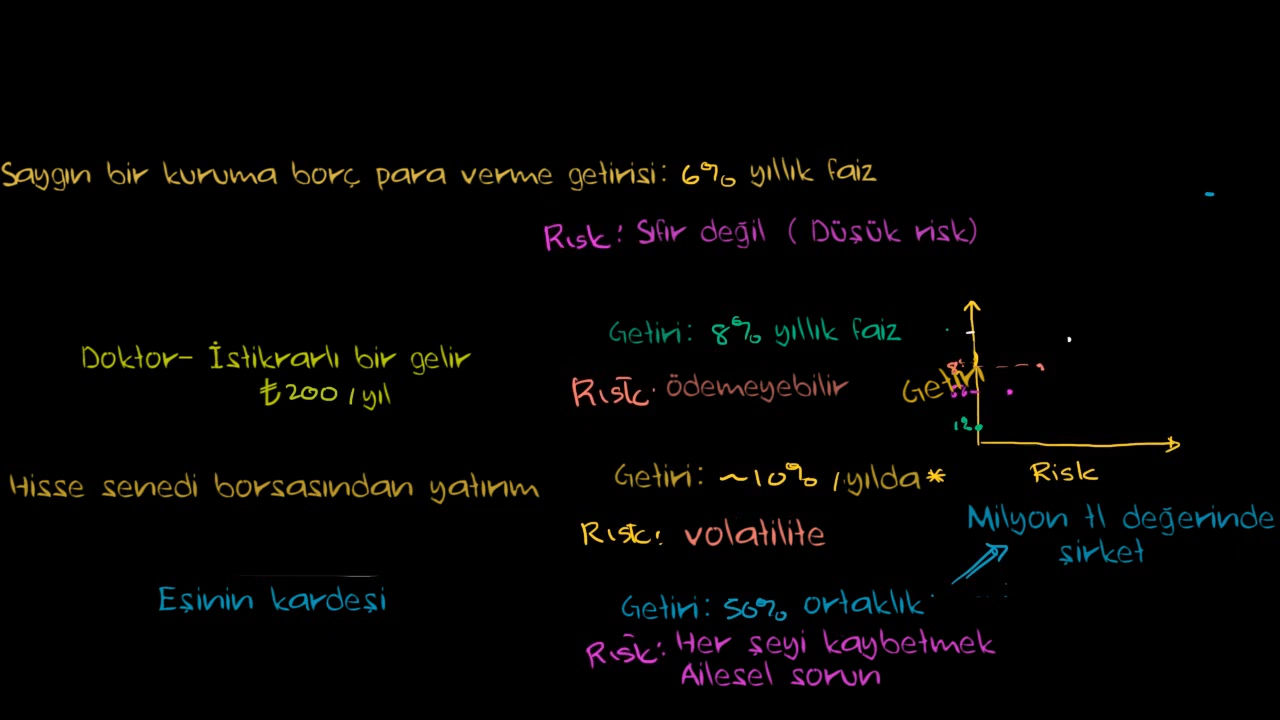 Saygın bir kuruma borç para verme getirisi: 6% yıllık faiz
Risk: Sıfır değil ( Düşük risk)
Getiri: 8% yıllık faiz
Doktor- İstikrarlı bir gelir
₺200 / yıl
Risk: ödemeyebilir
Getiri
Risk
Hisse senedi borsasından yatırım
Getiri: ~10% / yılda*
Risk: volatilite
Milyon tl değerinde
şirket
Eşinin kardeşi
Getiri: 50% ortaklık
Risk: Her şeyi kaybetmek
Ailesel sorun